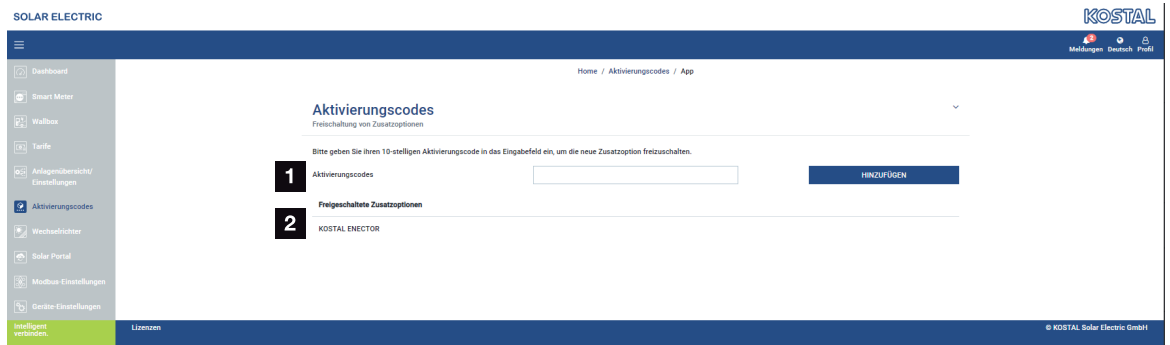 SOLAR ELECTRIC
KOSTAL
2
Meldungen Deutsch Profil
Dashboard
Smart Meter
Wallbox
Tarife
Anlagenübersicht/
Einstellungen
Aktivierungscodes
Wechselrichter
Solar Portal
Modbus-Einstellungen
Geräte-Einstellungen
Intelligent
verbinden.
Home / Aktivierungscodes / App
Aktivierungscodes
Freischaltung von Zusatzoptionen
Bitte geben Sie ihren 10-stelligen Aktivierungscode in das Eingabefeld ein, um die neue Zusatzoption freizuschalten.
1 Aktivierungscodes HINZUFÜGEN
Freigeschaltete Zusatzoptionen
2 KOSTAL ENECTOR
Lizenzen
© KOSTAL Solar Electric GmbH